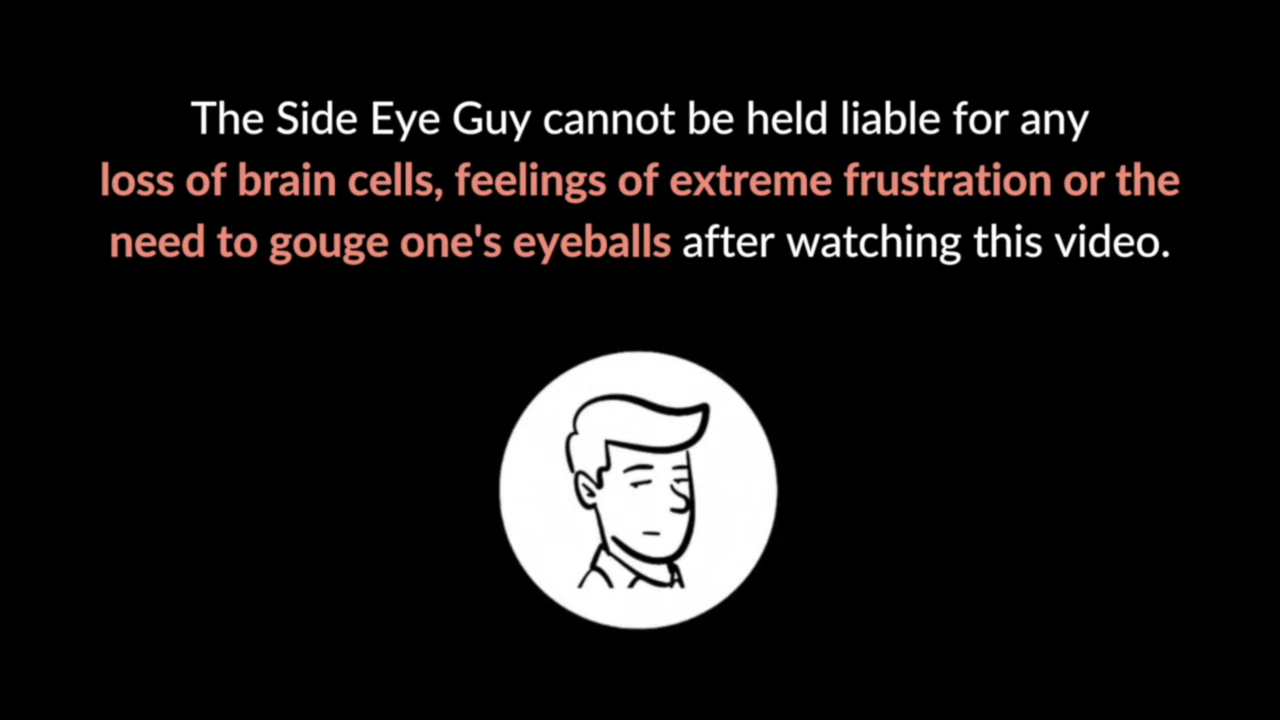 The Side Eye Guy cannot be held liable for any
loss of brain cells, feelings of extreme frustration or the
need to gouge one's eyeballs after watching this video.